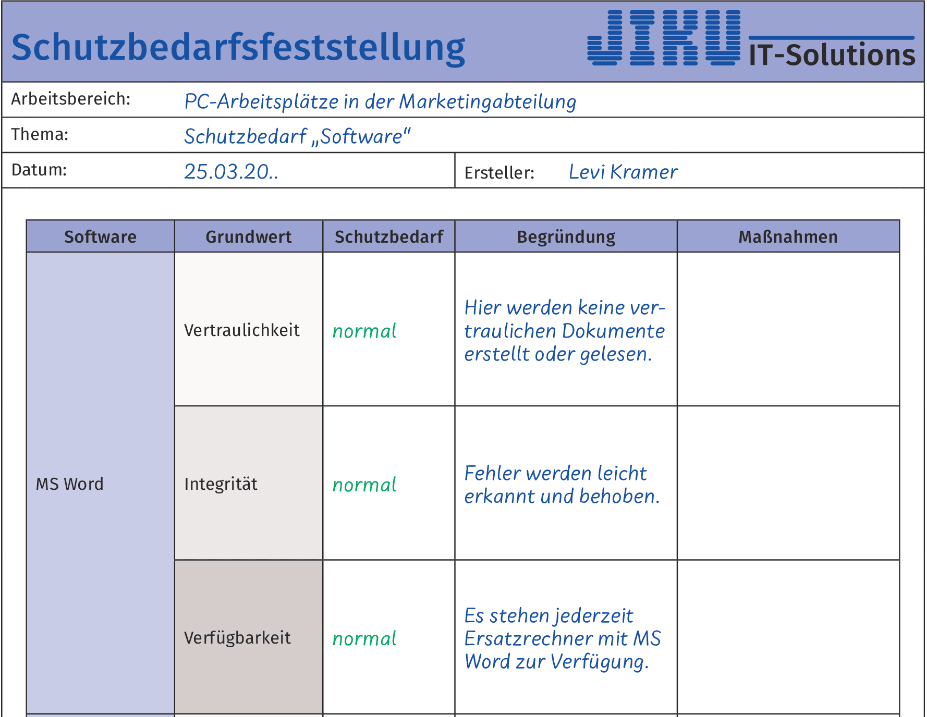 Schutzbedarfsfeststellung
JIKU IT-Solutions
Arbeitsbereich: PC-Arbeitsplätze in der Marketingabteilung
Thema: Schutzbedarf „Software“
Datum: 25.03.20.. Ersteller: Levi Kramer
Software Grundwert Schutzbedarf Begründung Maßnahmen
MS Word
Vertraulichkeit normal
Hier werden keine ver-
traulichen Dokumente
erstellt oder gelesen.
Integrität normal
Fehler werden leicht
erkannt und behoben.
Verfügbarkeit normal
Es stehen jederzeit
Ersatzrechner mit MS
Word zur Verfügung.